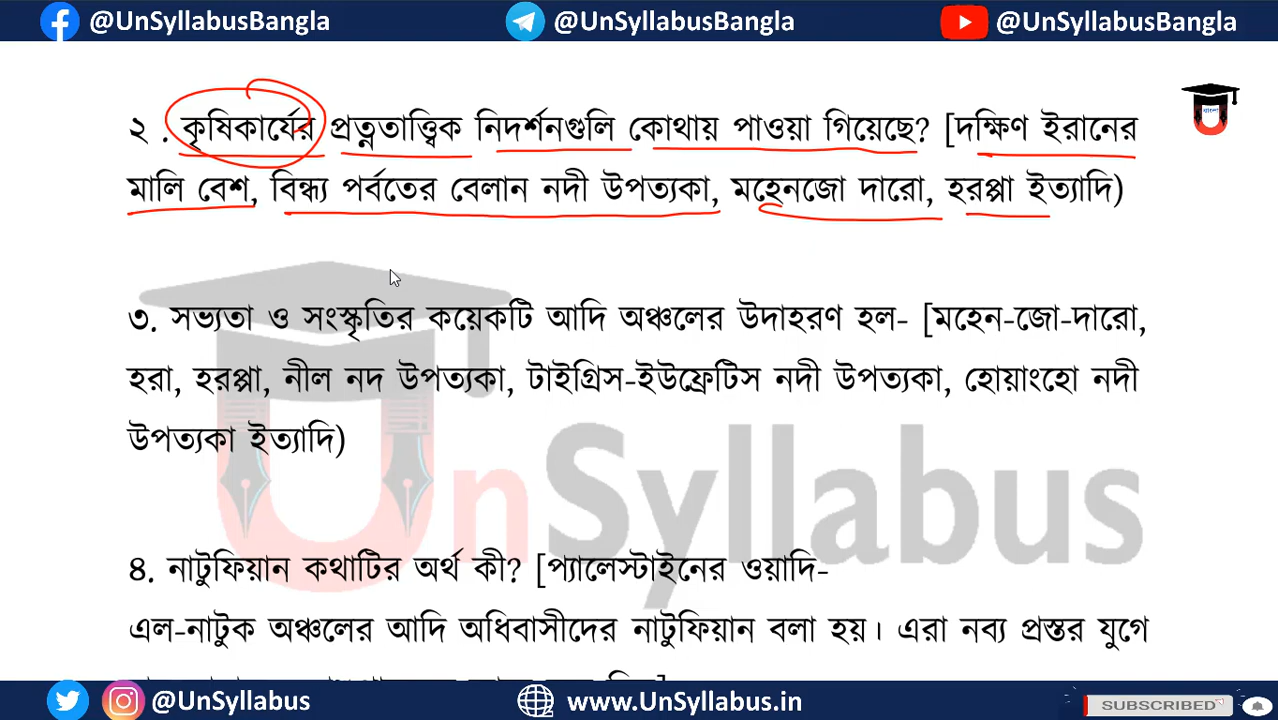 @UnSyllabusBangla @UnSyllabusBangla @UnSyllabusBangla
২ . কৃষিকার্যের প্রত্নতাত্ত্বিক নিদর্শনগুলি কোথায় পাওয়া গিয়েছে? [দক্ষিণ ইরানের
মালি বেশ, বিন্ধ্য পর্বতের বেলান নদী উপত্যকা, মহেনজো দারো, হরপ্পা ইত্যাদি)
৩. সভ্যতা ও সংস্কৃতির কয়েকটি আদি অঞ্চলের উদাহরণ হল- [মহেন-জো-দারো,
হরা, হরপ্পা, নীল নদ উপত্যকা, টাইগ্রিস-ইউফ্রেটিস নদী উপত্যকা, হোয়াংহো নদী
উপত্যকা ইত্যাদি)
UnSyllabus
৪. নাটুফিয়ান কথাটির অর্থ কী? [প্যালেস্টাইনের ওয়াদি-
এল-নাটুক অঞ্চলের আদি অধিবাসীদের নাটুফিয়ান বলা হয়। এরা নব্য প্রস্তর যুগে
@UnSyllabus www.UnSyllabus.in SUBSCRIBED